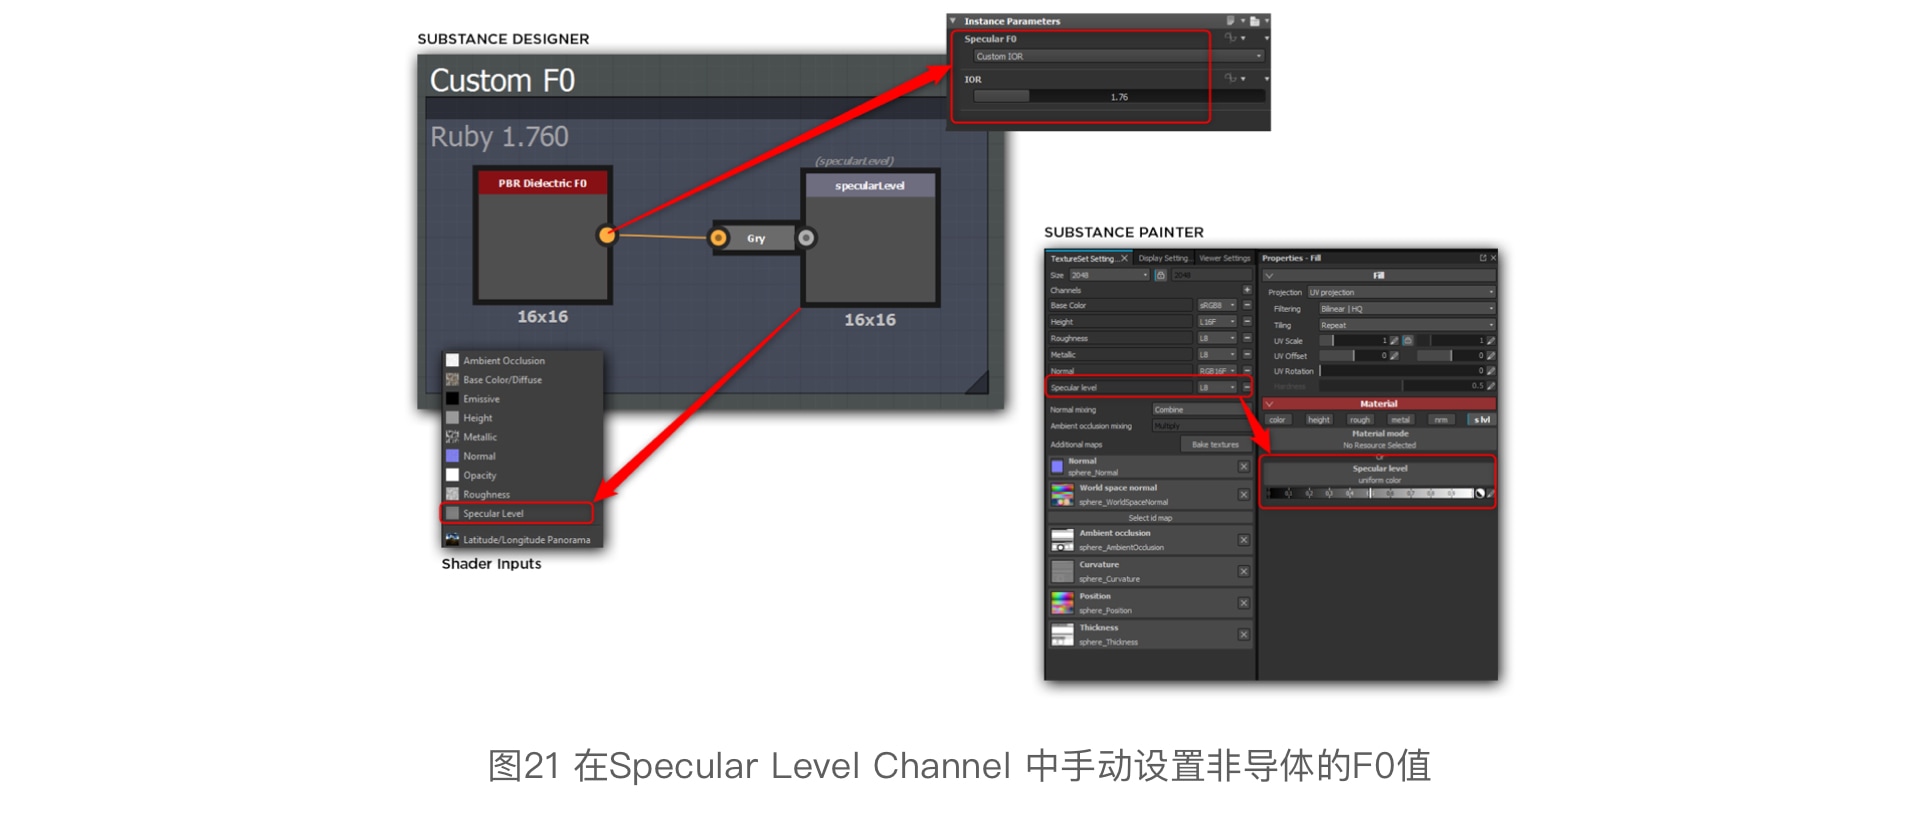 SUBSTANCE DESIGNER
Custom F0
Ruby 1.760
PBR Dielectric F0
16x16
Gry
(specularLevel)
specularLevel
16x16
Instance Parameters
Specular F0
Custom IOR
IOR
1.76
Ambient Occlusion
Base Color/Diffuse
Emissive
Height
Metallic
Normal
Opacity
Roughness
Specular Level
Latitude/Longitude Panorama
Shader Inputs
SUBSTANCE PAINTER
TextureSet Setting... Display Setting... Viewer Settings
Size 2048 2048
Channels
Base Color sRGB8
Height L16F
Roughness L8
Metallic L8
Normal RGB16F
Specular level L8
Normal mixing Combine
Ambient occlusion mixing Multiply
Additional maps Bake textures
Normal
sphere_Normal
World space normal
sphere_WorldSpaceNormal
Select id map
Ambient occlusion
sphere_AmbientOcclusion
Curvature
sphere_Curvature
Position
sphere_Position
Thickness
sphere_Thickness
Properties - Fill
Fill
Projection UV projection
Filtering Bilinear | HQ
Tiling Repeat
UV Scale 1 1
UV Offset 0 0
UV Rotation 0
Hardness 0.5
Material
color height rough metal nrm s lvl
Material mode
No Resource Selected
Or
Specular level
uniform color
图21 在Specular Level Channel 中手动设置非导体的F0值